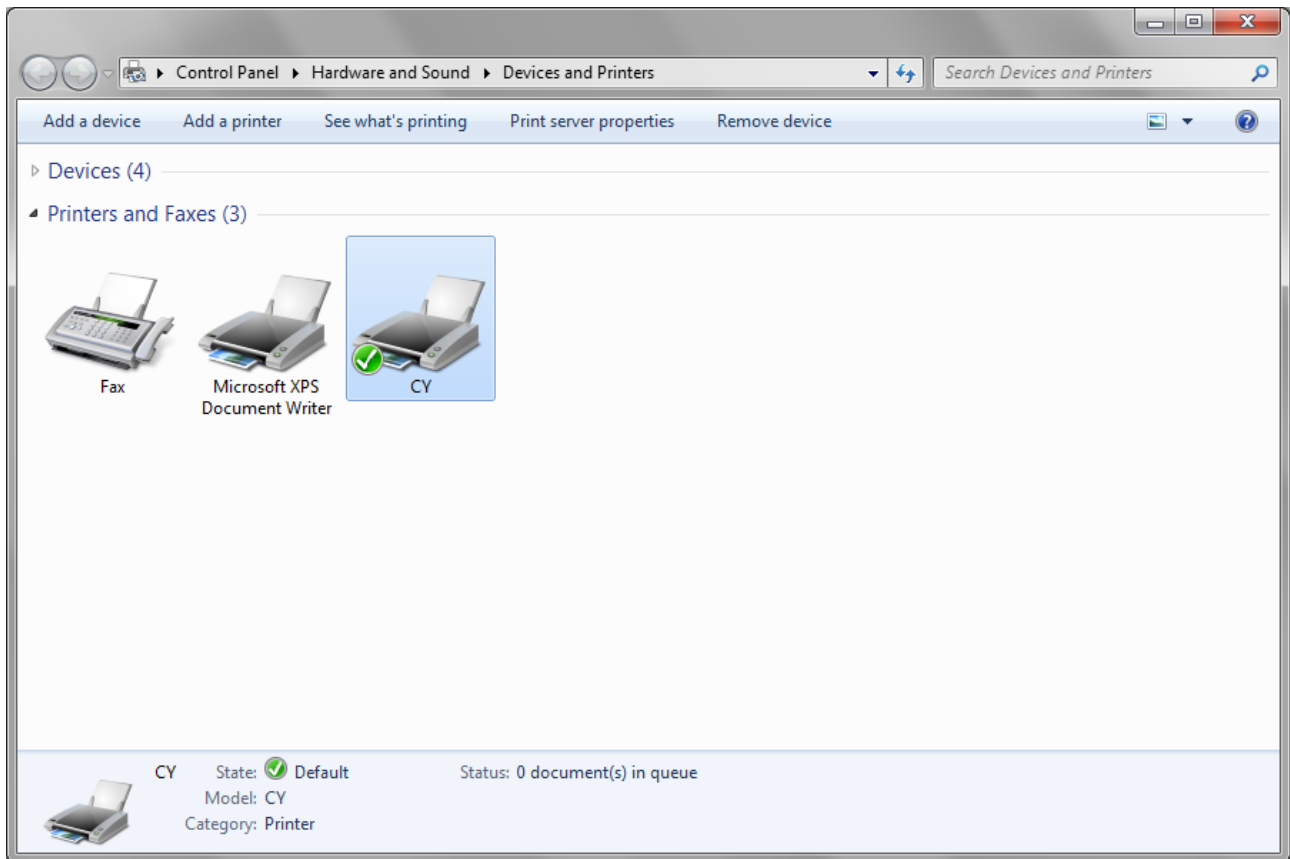 Control Panel Hardware and Sound Devices and Printers Search Devices and Printers
Add a device Add a printer See what's printing Print server properties Remove device
Devices (4)
Printers and Faxes (3)
Fax
Microsoft XPS
Document Writer
CY
CY State: Default Status: 0 document(s) in queue
Model: CY
Category: Printer